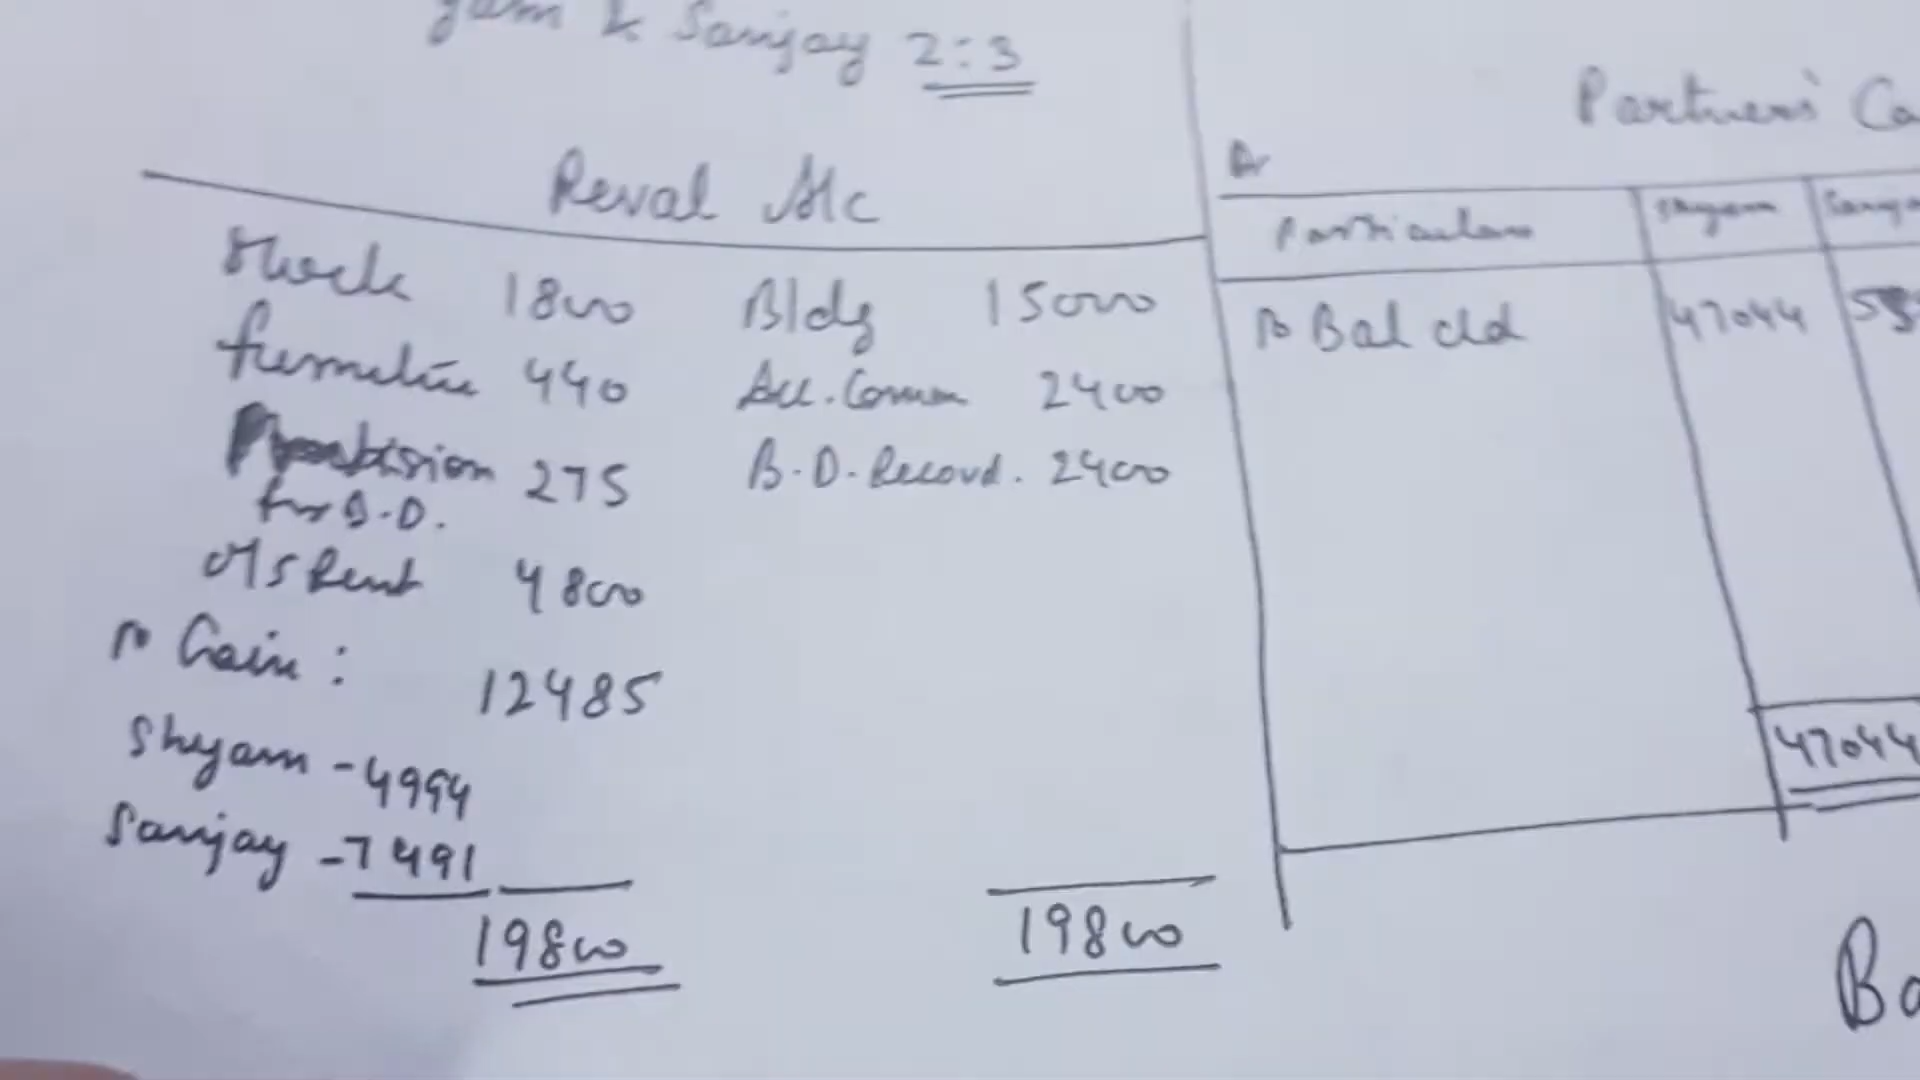 yam & Sanjay 2:3
Reval A/c
Stock 1800 Bldg 15000
furniture 440 Acc. Comm 2400
Provision 275 B.D. Recovd. 2400
for B.D.
O/s Rent 4800
To Gain : 12485
Shyam - 4994
Sanjay - 7491
19800 19800
Partners' Ca
Dr
Particulars Shyam Sanja
To Bal c/d 47044
47044
Ba